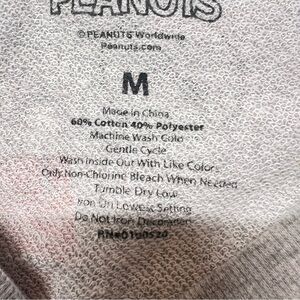 PEANUTS
© PEANUTS Worldwide
Peanuts.com
M
Made in China
60% Cotton 40% Polyester
Machine Wash Cold
Gentle Cycle
Wash Inside Out With Like Colors
Only Non-Chlorine Bleach When Needed
Tumble Dry Low
Iron On Lowest Setting
Do Not Iron Decoration